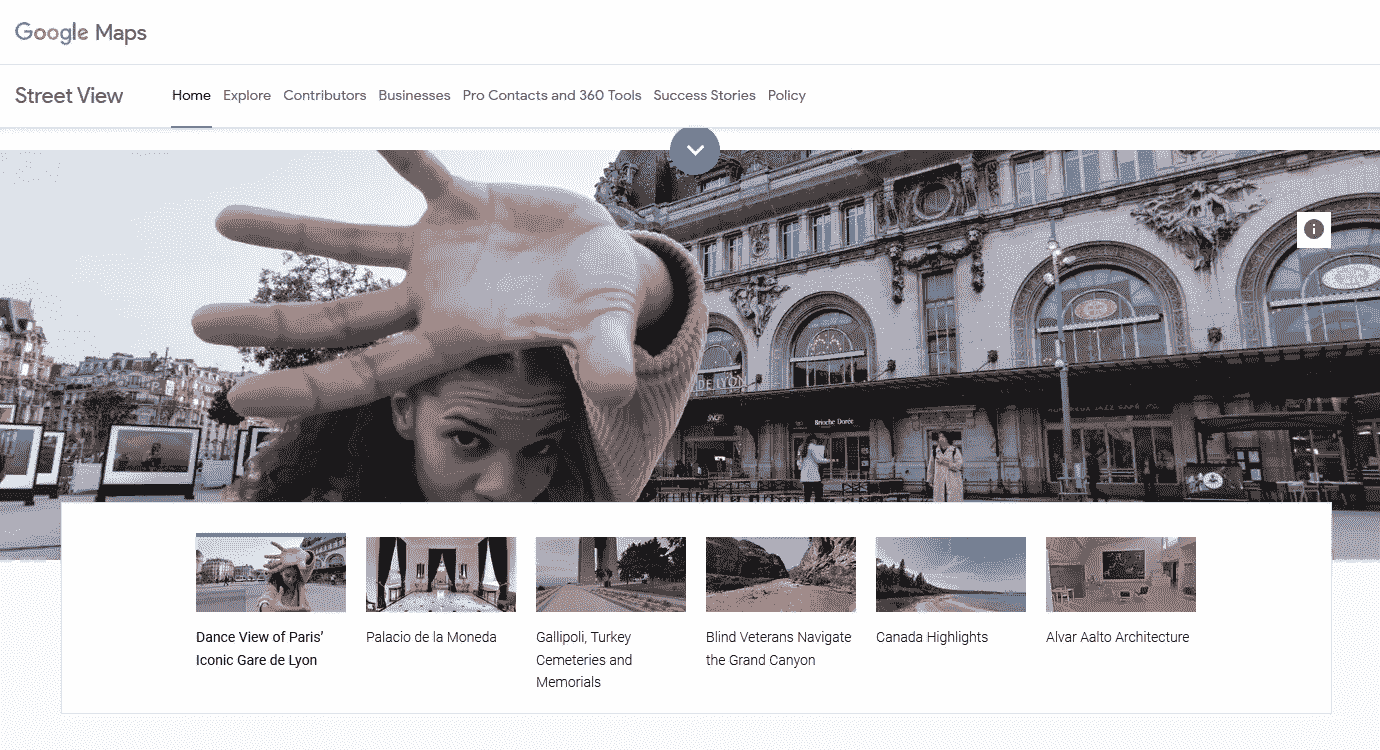 Google Maps
Street View
Home Explore Contributors Businesses Pro Contacts and 360 Tools Success Stories Policy
DE LYON
SNCF
Brioche Dorée
Dance View of Paris’
Iconic Gare de Lyon
Palacio de la Moneda
Gallipoli, Turkey
Cemeteries and
Memorials
Blind Veterans Navigate
the Grand Canyon
Canada Highlights
Alvar Aalto Architecture